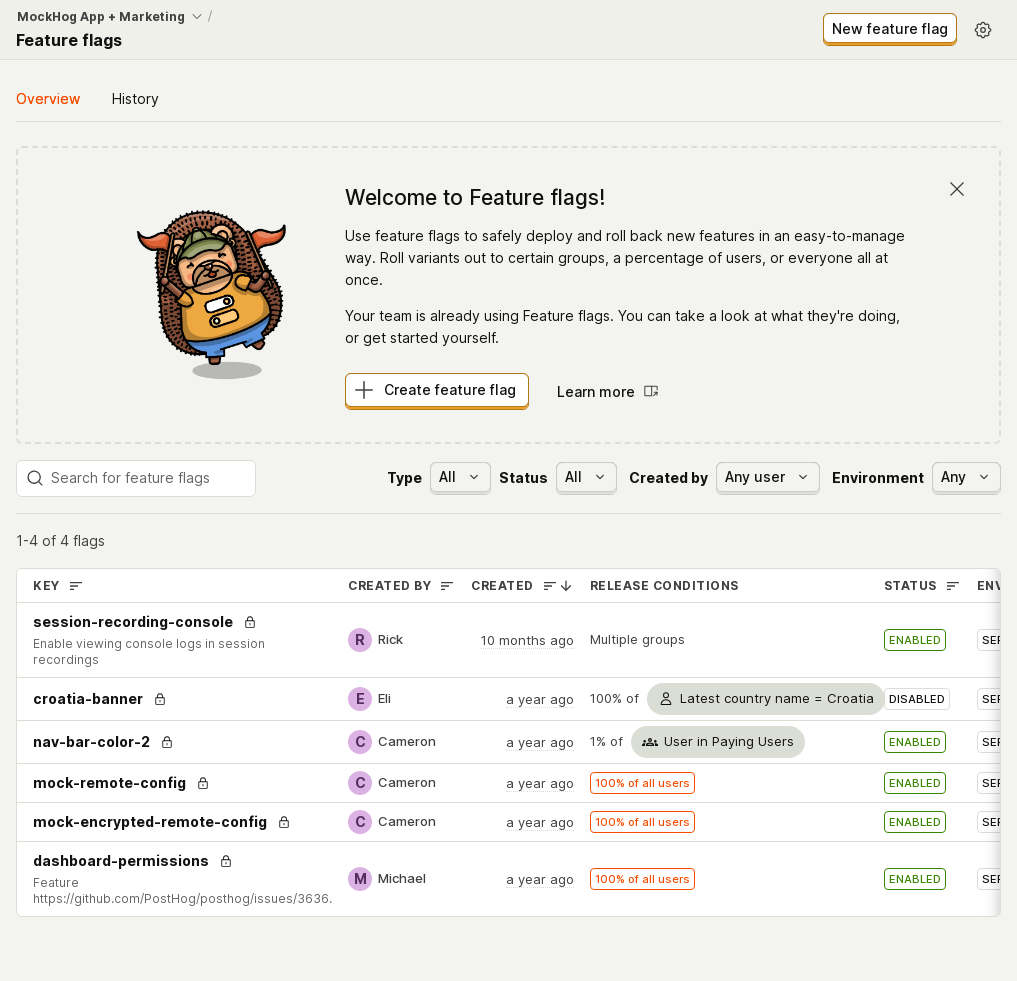 MockHog App + Marketing /
Feature flags
New feature flag
Overview
History
Welcome to Feature flags!
Use feature flags to safely deploy and roll back new features in an easy-to-manage
way. Roll variants out to certain groups, a percentage of users, or everyone all at
once.
Your team is already using Feature flags. You can take a look at what they're doing,
or get started yourself.
Create feature flag
Learn more
Search for feature flags
Type All Status All Created by Any user Environment Any
1-4 of 4 flags
KEY CREATED BY CREATED RELEASE CONDITIONS STATUS ENV
session-recording-console
Enable viewing console logs in session
recordings
R Rick 10 months ago Multiple groups ENABLED SER
croatia-banner E Eli a year ago 100% of Latest country name = Croatia DISABLED SER
nav-bar-color-2 C Cameron a year ago 1% of User in Paying Users ENABLED SER
mock-remote-config C Cameron a year ago 100% of all users ENABLED SER
mock-encrypted-remote-config C Cameron a year ago 100% of all users ENABLED SER
dashboard-permissions
Feature
https://github.com/PostHog/posthog/issues/3636.
M Michael a year ago 100% of all users ENABLED SER